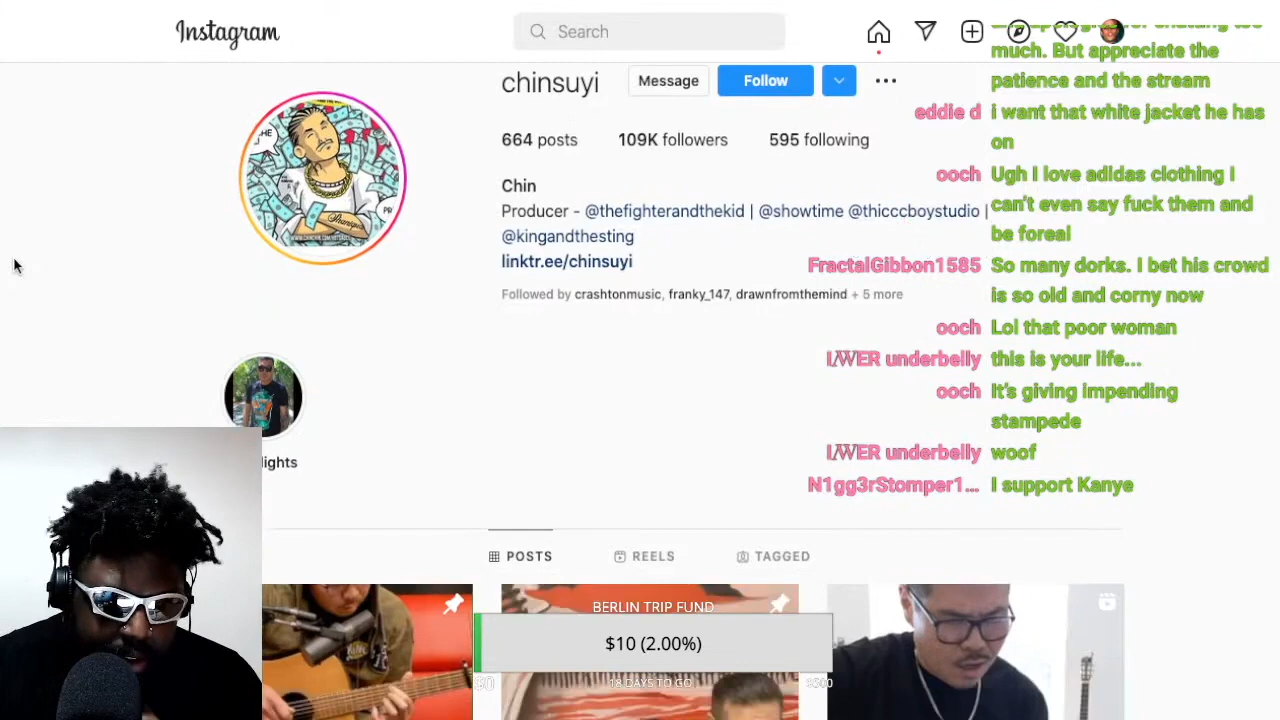 Instagram
Search
chinsuyi Message Follow
664 posts 109K followers 595 following
Chin
Producer - @thefighterandthekid | @showtime @thicccboystudio |
@kingandthesting
linktr.ee/chinsuyi
Followed by crashtonmusic, franky_147, drawnfromthemind + 5 more
lights
much. But appreciate the
patience and the stream
eddie d i want that white jacket he has
on
ooch Ugh I love adidas clothing I
can't even say fuck them and
be foreal
FractalGibbon1585 So many dorks. I bet his crowd
is so old and corny now
ooch Lol that poor woman
underbelly this is your life...
ooch It's giving impending
stampede
underbelly woof
N1gg3rStomper1... I support Kanye
POSTS REELS TAGGED
BERLIN TRIP FUND
$10 (2.00%)
$0 18 DAYS TO GO $500